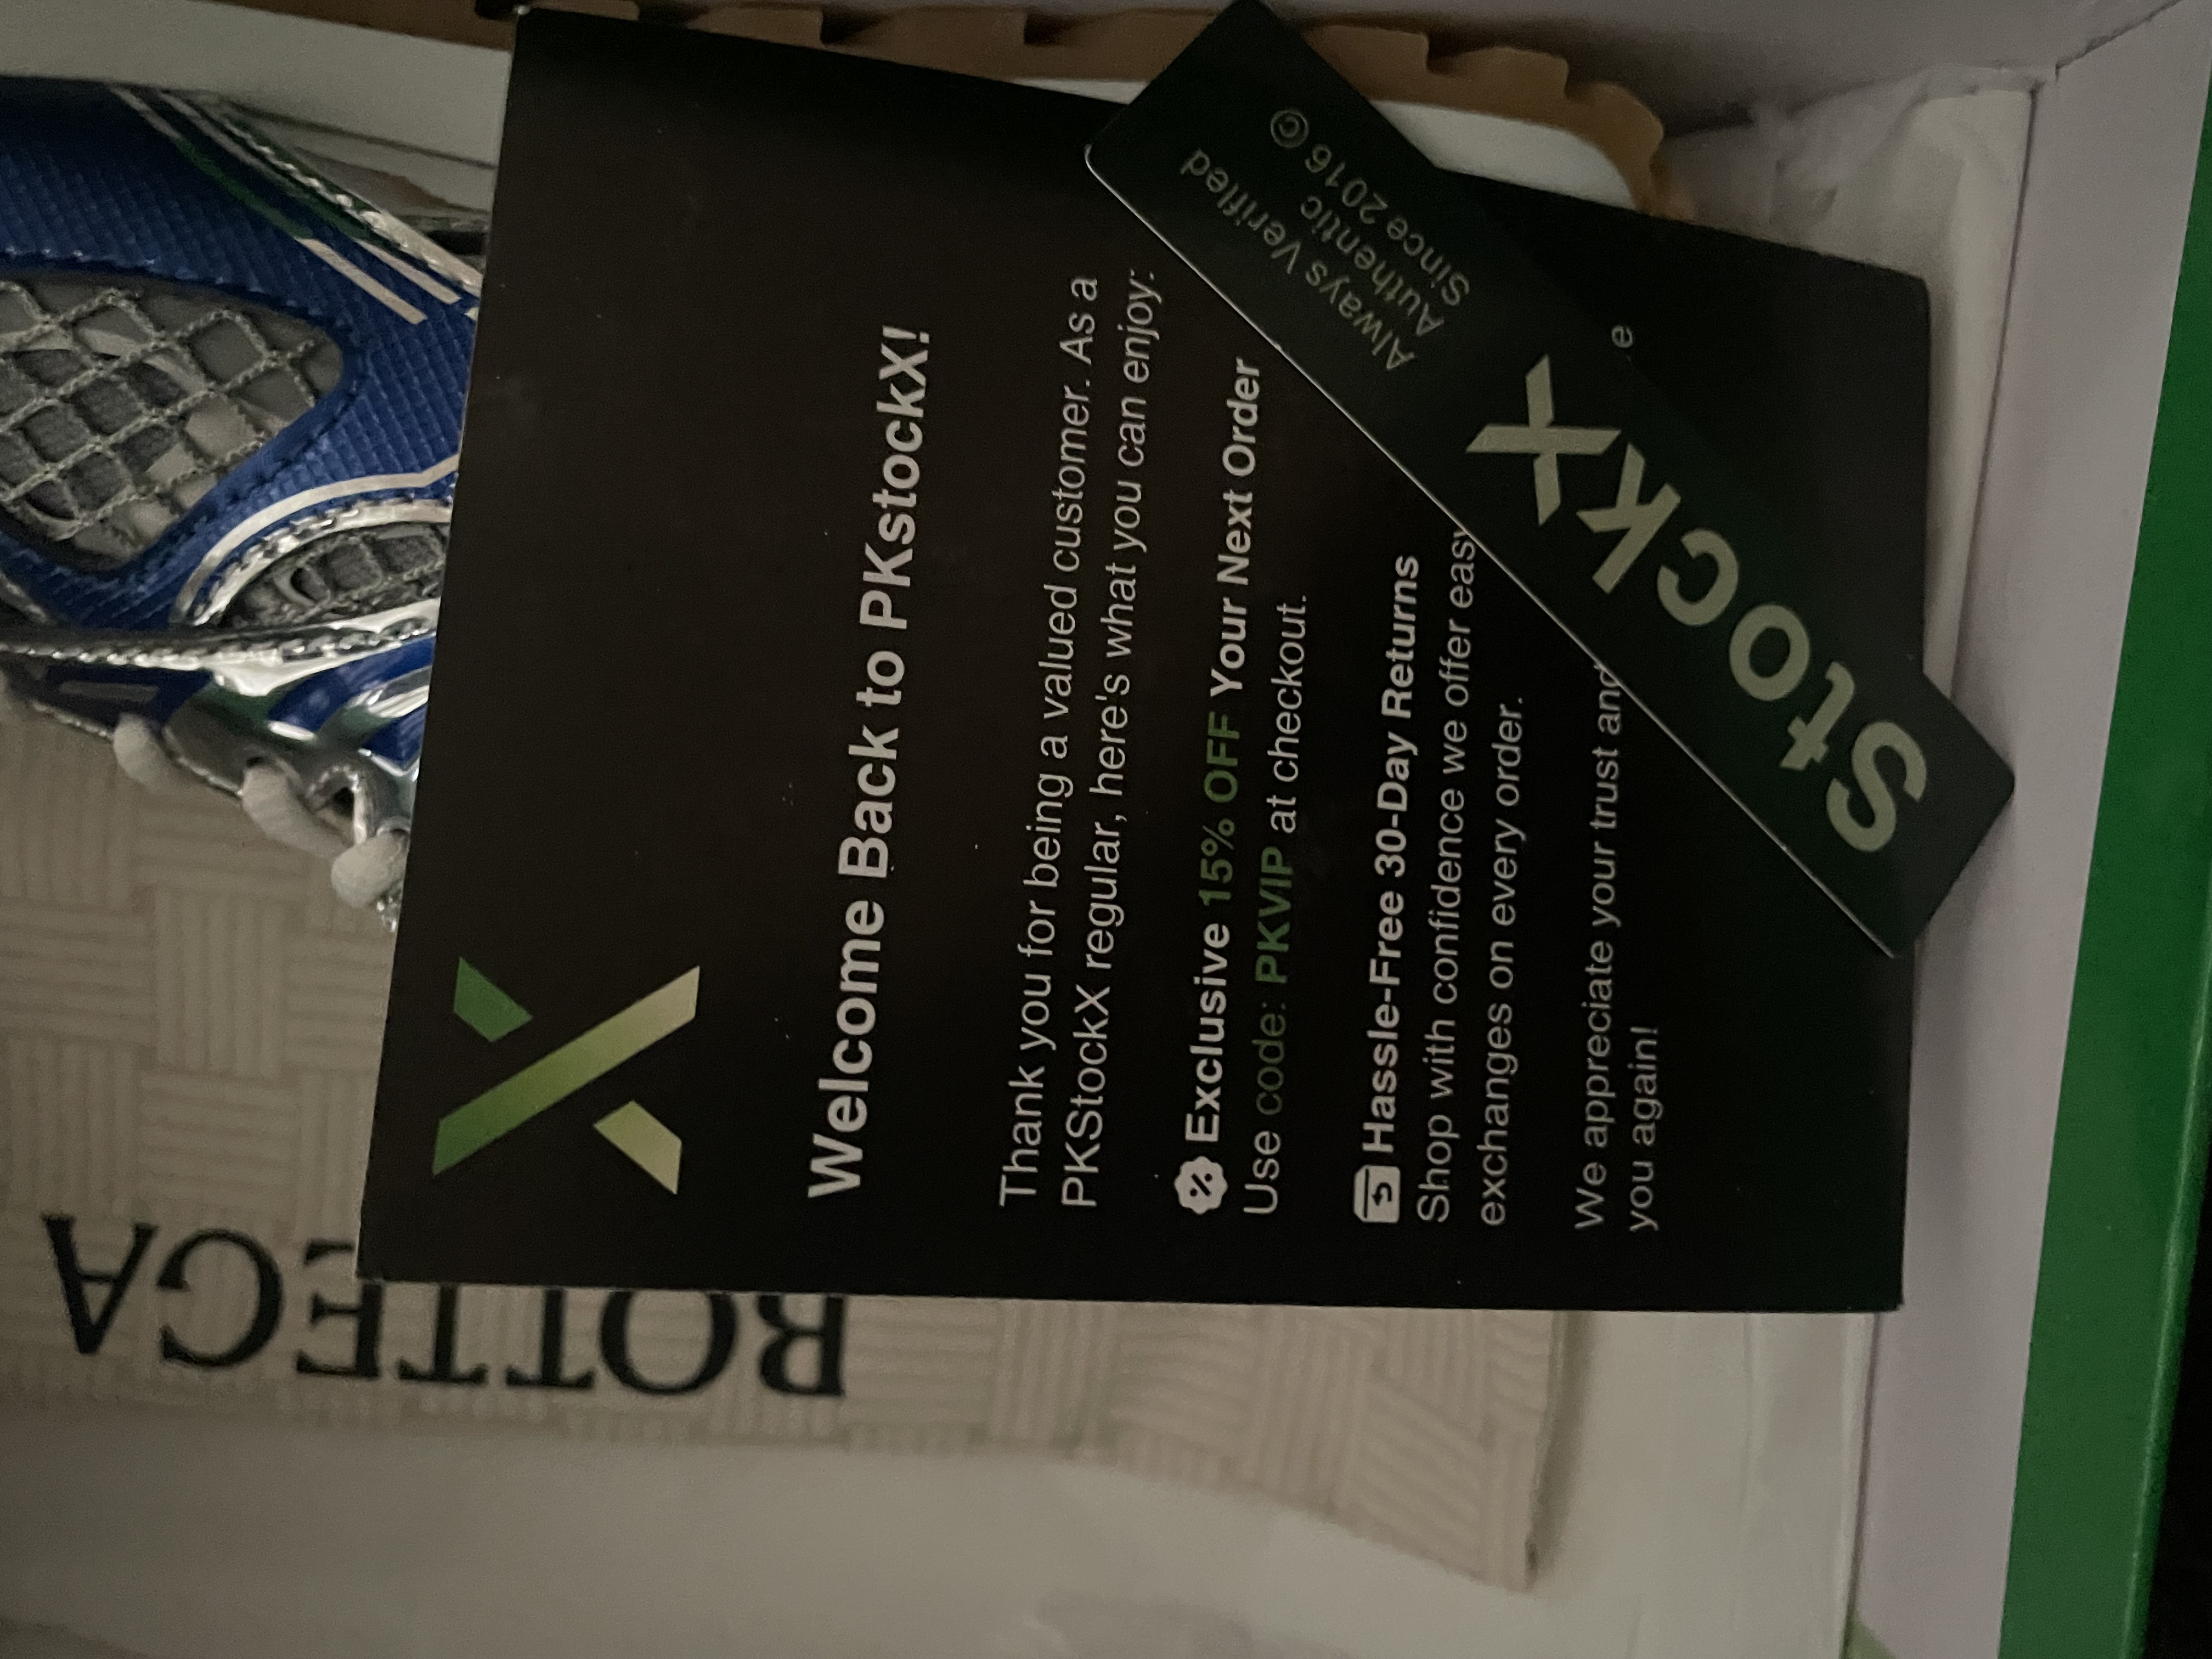 Welcome Back to PKstockX!
Thank you for being a valued customer. As a
PKStockX regular, here's what you can enjoy:
Exclusive 15% OFF Your Next Order
Use code: PKVIP at checkout.
Hassle-Free 30-Day Returns
Shop with confidence we offer easy
exchanges on every order.
We appreciate your trust and
you again!
StockX
Always Verified
Authentic
Since 2016 ©
BOTTEGA